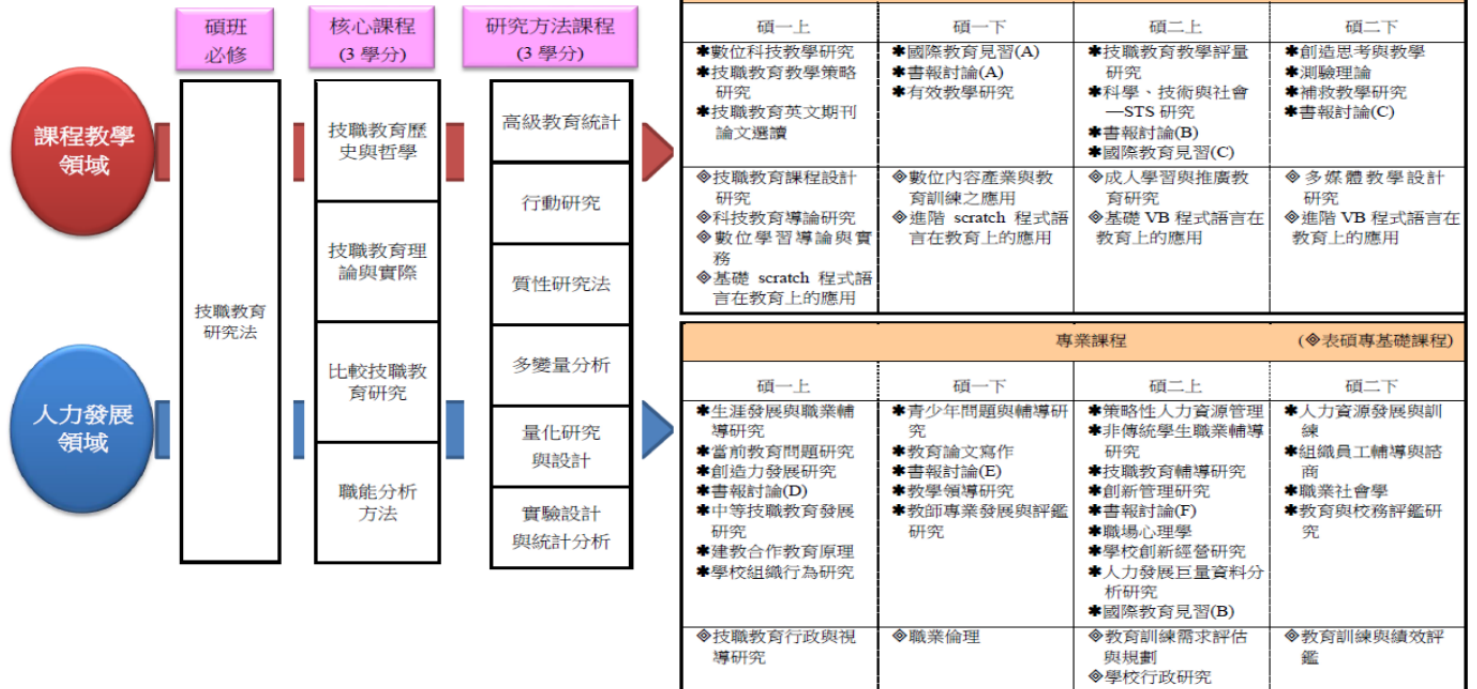 碩班
必修
核心課程
(3 學分)
研究方法課程
(3 學分)
課程教學
領域
人力發展
領域
技職教育
研究法
技職教育歷
史與哲學
技職教育理
論與實際
比較技職教
育研究
職能分析
方法
高級教育統計
行動研究
質性研究法
多變量分析
量化研究
與設計
實驗設計
與統計分析
碩一上
碩一下
碩二上
碩二下
✱數位科技教學研究
✱技職教育教學策略
研究
✱技職教育英文期刊
論文選讀
✱國際教育見習(A)
✱書報討論(A)
✱有效教學研究
✱技職教育教學評量
研究
✱科學、技術與社會
—STS 研究
✱書報討論(B)
✱國際教育見習(C)
✱創造思考與教學
✱測驗理論
✱補救教學研究
✱書報討論(C)
◈技職教育課程設計
研究
◈科技教育導論研究
◈數位學習導論與實
務
◈基礎 scratch 程式語
言在教育上的應用
◈數位內容產業與教
育訓練之應用
◈進階 scratch 程式語
言在教育上的應用
◈成人學習與推廣教
育研究
◈基礎 VB 程式語言在
教育上的應用
◈多媒體教學設計
研究
◈進階 VB 程式語言在
教育上的應用
專業課程 (◈表碩專基礎課程)
碩一上
碩一下
碩二上
碩二下
✱生涯發展與職業輔
導研究
✱當前教育問題研究
✱創造力發展研究
✱書報討論(D)
✱中等技職教育發展
研究
✱建教合作教育原理
✱學校組織行為研究
✱青少年問題與輔導研
究
✱教育論文寫作
✱書報討論(E)
✱教學領導研究
✱教師專業發展與評鑑
研究
✱策略性人力資源管理
✱非傳統學生職業輔導
研究
✱技職教育輔導研究
✱創新管理研究
✱書報討論(F)
✱職場心理學
✱學校創新經營研究
✱人力發展巨量資料分
析研究
✱國際教育見習(B)
✱人力資源發展與訓
練
✱組織員工輔導與諮
商
✱職業社會學
✱教育與校務評鑑研
究
◈技職教育行政與視
導研究
◈職業倫理
◈教育訓練需求評估
與規劃
◈學校行政研究
◈教育訓練與績效評
鑑